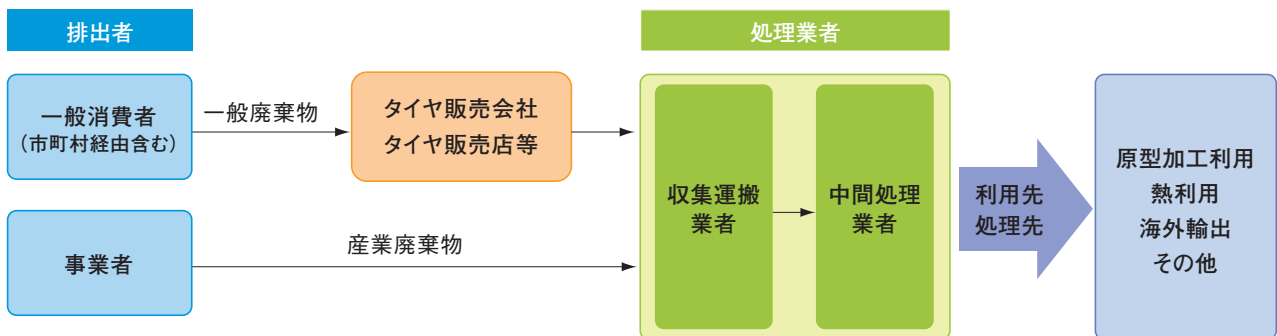 排出者
処理業者
一般消費者
（市町村経由含む）
一般廃棄物
タイヤ販売会社
タイヤ販売店等
事業者
産業廃棄物
収集運搬
業者
中間処理
業者
利用先
処理先
原型加工利用
熱利用
海外輸出
その他